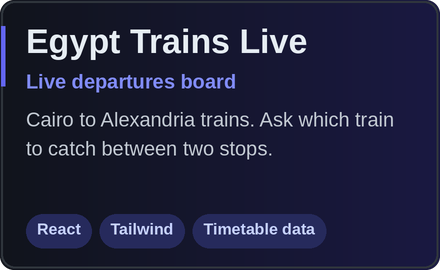 Egypt Trains Live
Live departures board
Cairo to Alexandria trains. Ask which train
to catch between two stops.
React Tailwind Timetable data